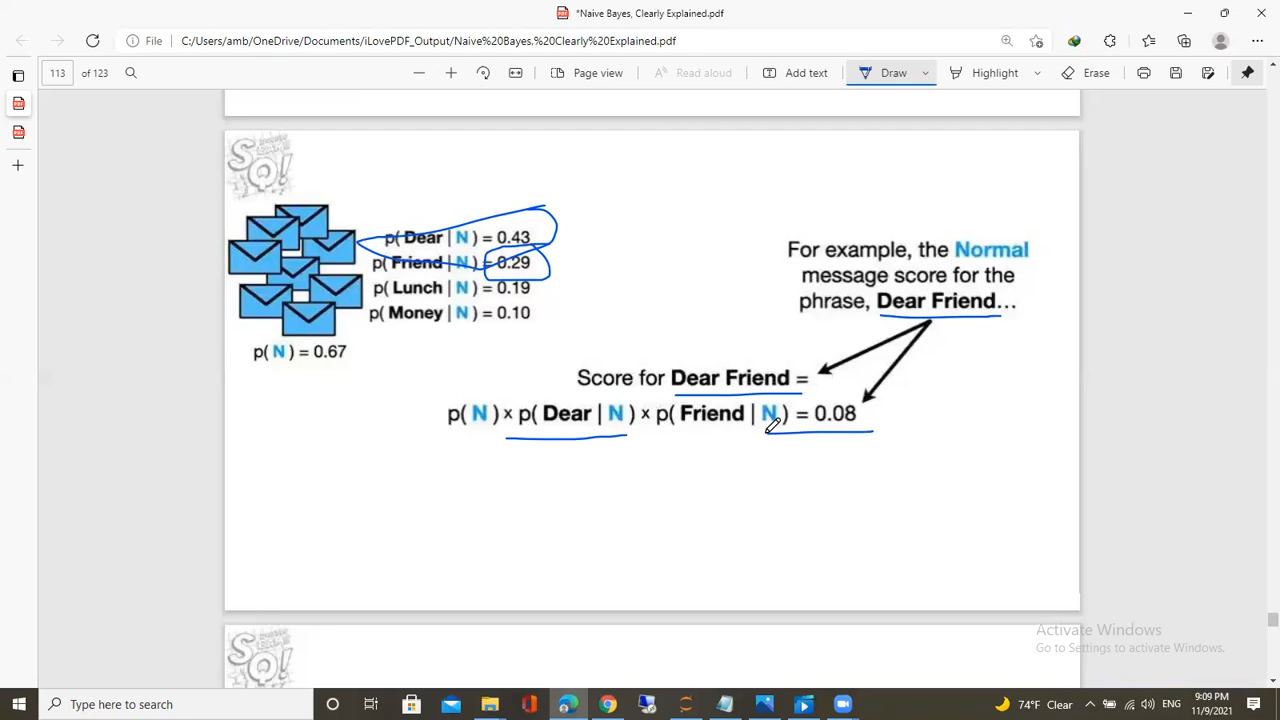 *Naive Bayes, Clearly Explained.pdf
File
C:/Users/amb/OneDrive/Documents/iLovePDF_Output/Naive%20Bayes,%20Clearly%20Explained.pdf
113 of 123
Page view
Read aloud
Add text
Draw
Highlight
Erase
p( Dear | N ) = 0.43
p( Friend | N ) = 0.29
p( Lunch | N ) = 0.19
p( Money | N ) = 0.10
p( N ) = 0.67
For example, the Normal
message score for the
phrase, Dear Friend…
Score for Dear Friend =
p( N ) × p( Dear | N ) × p( Friend | N ) = 0.08
Activate Windows
Go to Settings to activate Windows.
Type here to search
74°F Clear
9:09 PM
11/9/2021